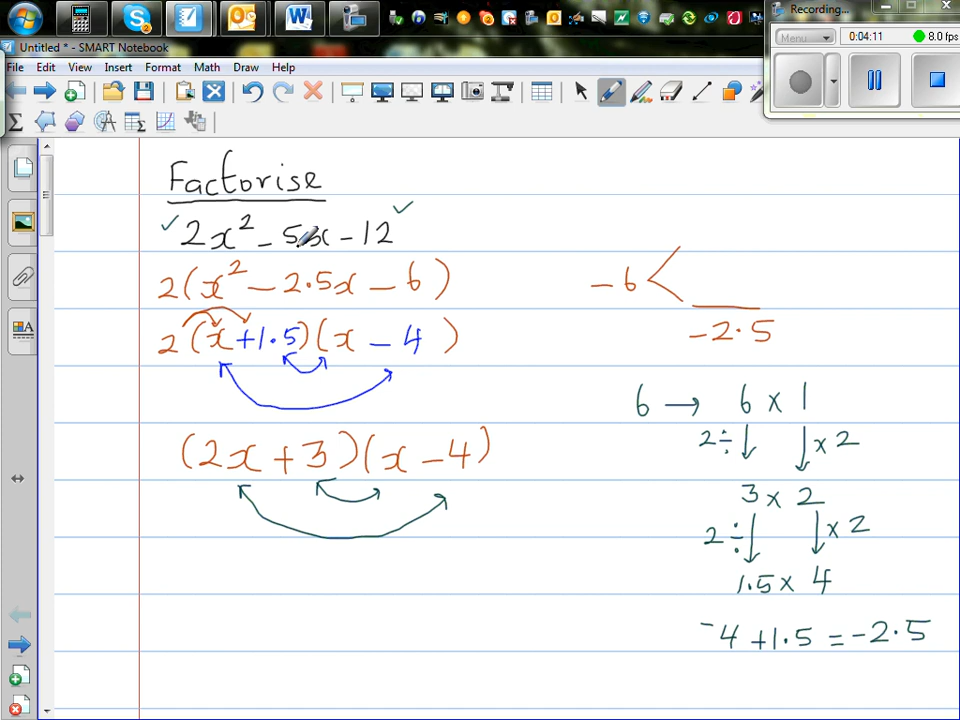 Recording...
Menu
0:04:11
8.0 fps
Untitled * - SMART Notebook
File Edit View Insert Format Math Draw Help
Factorise
✓ 2x² - 5x - 12 ✓
2(x² - 2.5x - 6)
2(x + 1.5)(x - 4)
(2x + 3)(x - 4)
-6
-2.5
6 → 6 x 1
2÷ ↓ ↓ x 2
3 x 2
2÷ ↓ ↓ x 2
1.5 x 4
-4 + 1.5 = -2.5